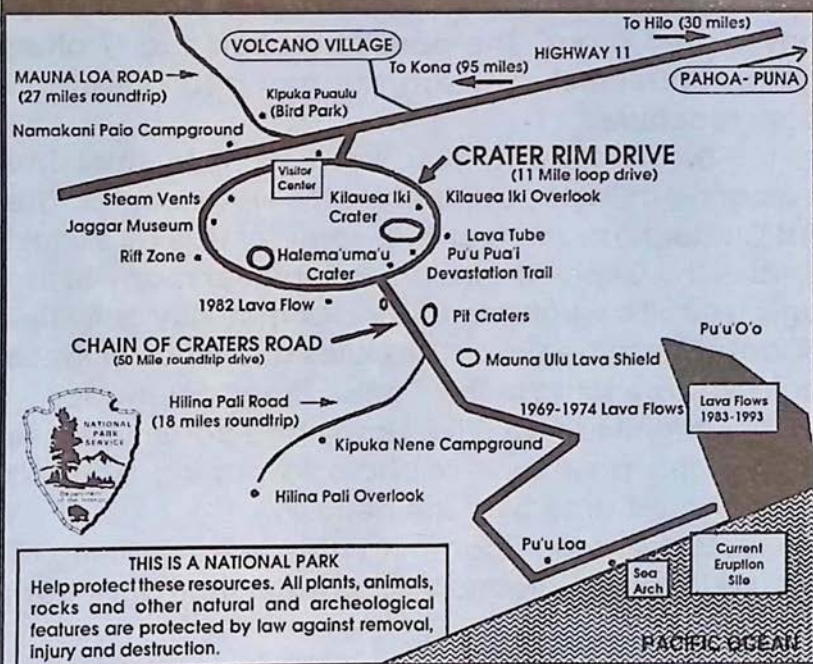 To Hilo (30 miles)
VOLCANO VILLAGE
HIGHWAY 11
To Kona (95 miles)
PAHOA- PUNA
MAUNA LOA ROAD
(27 miles roundtrip)
Kipuka Puaulu
(Bird Park)
Namakani Paio Campground
Visitor
Center
CRATER RIM DRIVE
(11 Mile loop drive)
Steam Vents
Kilauea Iki
Crater
Kilauea Iki Overlook
Jaggar Museum
Lava Tube
Rift Zone
Halema'uma'u
Crater
Pu'u Pua'i
Devastation Trail
1982 Lava Flow
Pit Craters
CHAIN OF CRATERS ROAD
(50 Mile roundtrip drive)
Mauna Ulu Lava Shield
Pu'u'O'o
Hilina Pali Road
(18 miles roundtrip)
1969-1974 Lava Flows
Lava Flows
1983-1993
NATIONAL
PARK
SERVICE
Department
of the Interior
Kipuka Nene Campground
Hilina Pali Overlook
Pu'u Loa
Sea
Arch
Current
Eruption
Site
PACIFIC OCEAN
THIS IS A NATIONAL PARK
Help protect these resources. All plants, animals,
rocks and other natural and archeological
features are protected by law against removal,
injury and destruction.